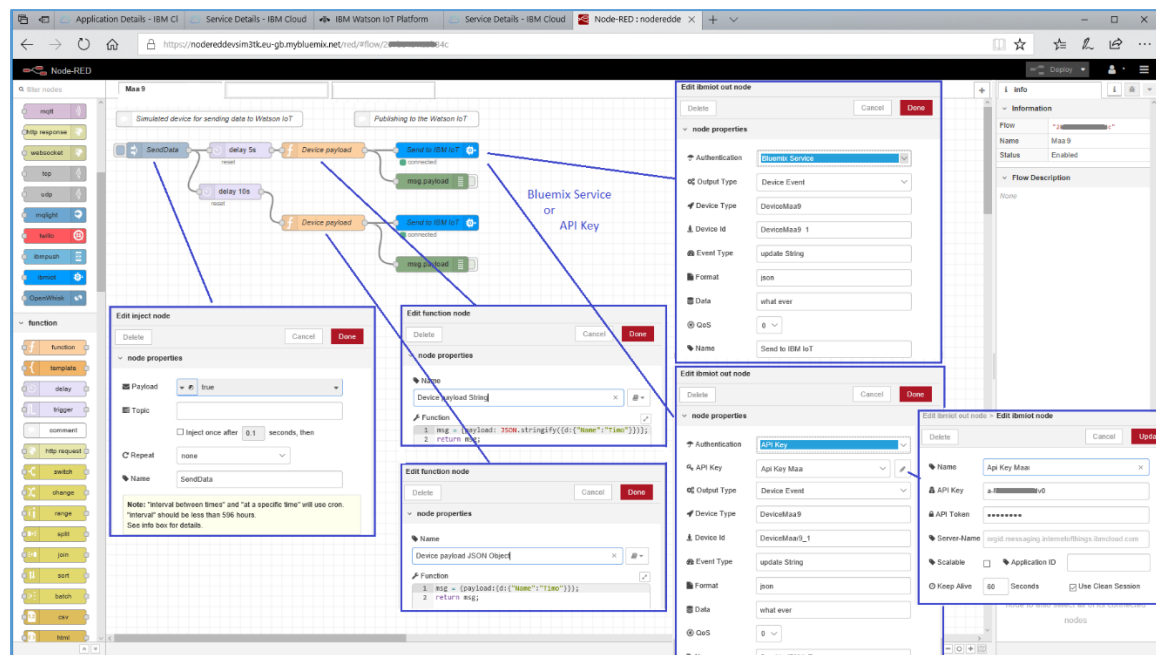 Application Details - IBM Cl
Service Details - IBM Cloud
IBM Watson IoT Platform
Service Details - IBM Cloud
Node-RED : noderedde
https://nodereddevsim3tk.eu-gb.mybluemix.net/red/#flow/2
Node-RED
Deploy
filter nodes
mqtt
http response
websocket
tcp
udp
mqlight
twilio
ibmpush
ibmiot
OpenWhisk
function
function
template
delay
trigger
comment
http request
switch
change
range
split
join
sort
batch
csv
html
Maa 9
Simulated device for sending data to Watson IoT
Publishing to the Watson IoT
SendData
delay 5s
reset
Device payload
Send to IBM IoT
connected
msg.payload
delay 10s
reset
Device payload
Send to IBM IoT
connected
msg.payload
Bluemix Service
or
API Key
Edit inject node
Delete
Cancel
Done
node properties
Payload
true
Topic
Inject once after 0.1 seconds, then
Repeat
none
Name
SendData
Note: "interval between times" and "at a specific time" will use cron.
"interval" should be less than 596 hours.
See info box for details.
Edit function node
Delete
Cancel
Done
node properties
Name
Device payload String
Function
1 msg = {payload: JSON.stringify({d:{"Name":"Timo"}})};
2 return msg;
Edit function node
Delete
Cancel
Done
node properties
Name
Device payload JSON Object
Function
1 msg = {payload:{d:{"Name":"Timo"}}};
2 return msg;
Edit ibmiot out node
Delete
Cancel
Done
node properties
Authentication
Bluemix Service
Output Type
Device Event
Device Type
DeviceMaa9
Device Id
DeviceMaa9_1
Event Type
update String
Format
json
Data
what ever
QoS
0
Name
Send to IBM IoT
Edit ibmiot out node
Delete
Cancel
Done
node properties
Authentication
API Key
API Key
Api Key Maa
Output Type
Device Event
Device Type
DeviceMaa9
Device Id
DeviceMaa9_1
Event Type
update String
Format
json
Data
what ever
QoS
0
Edit ibmiot out node > Edit ibmiot node
Delete
Cancel
Upda
Name
Api Key Maa
API Key
API Token
Server-Name
orgid.messaging.internetofthings.ibmcloud.com
Scalable
Application ID
Keep Alive
60
Seconds
Use Clean Session
nodes
info
i
Information
Flow
Name
Maa 9
Status
Enabled
Flow Description
None